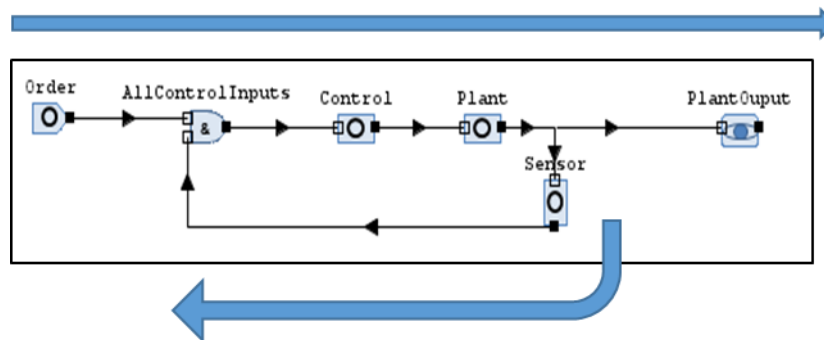 Order
AllControlInputs
Control
Plant
PlantOuput
&
Sensor